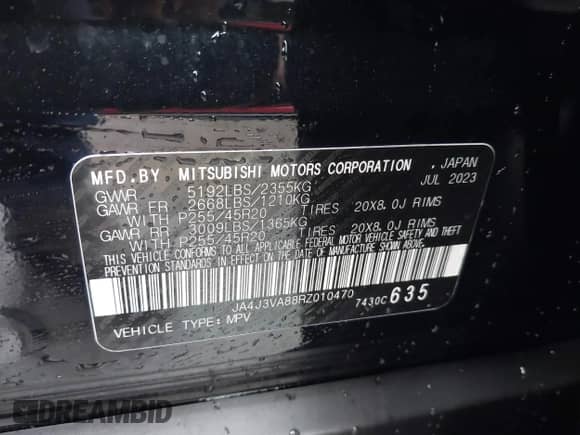 MFD.BY MITSUBISHI MOTORS CORPORATION , JAPAN
GVWR 5192LBS/2355KG JUL 2023
GAWR FR 2668LBS/1210KG
WITH P255/45R20 TIRES 20X8.0J RIMS
GAWR RR 3009LBS/1365KG
WITH P255/45R20 TIRES 20X8.0J RIMS
THIS VEHICLE CONFORMS TO ALL APPLICABLE FEDERAL MOTOR VEHICLE SAFETY AND THEFT
PREVENTION STANDARDS IN EFFECT ON THE DATE OF MANUFACTURE SHOWN ABOVE.
JA4J3VA88RZ010470 7430C 635
VEHICLE TYPE:MPV
DREAMBID